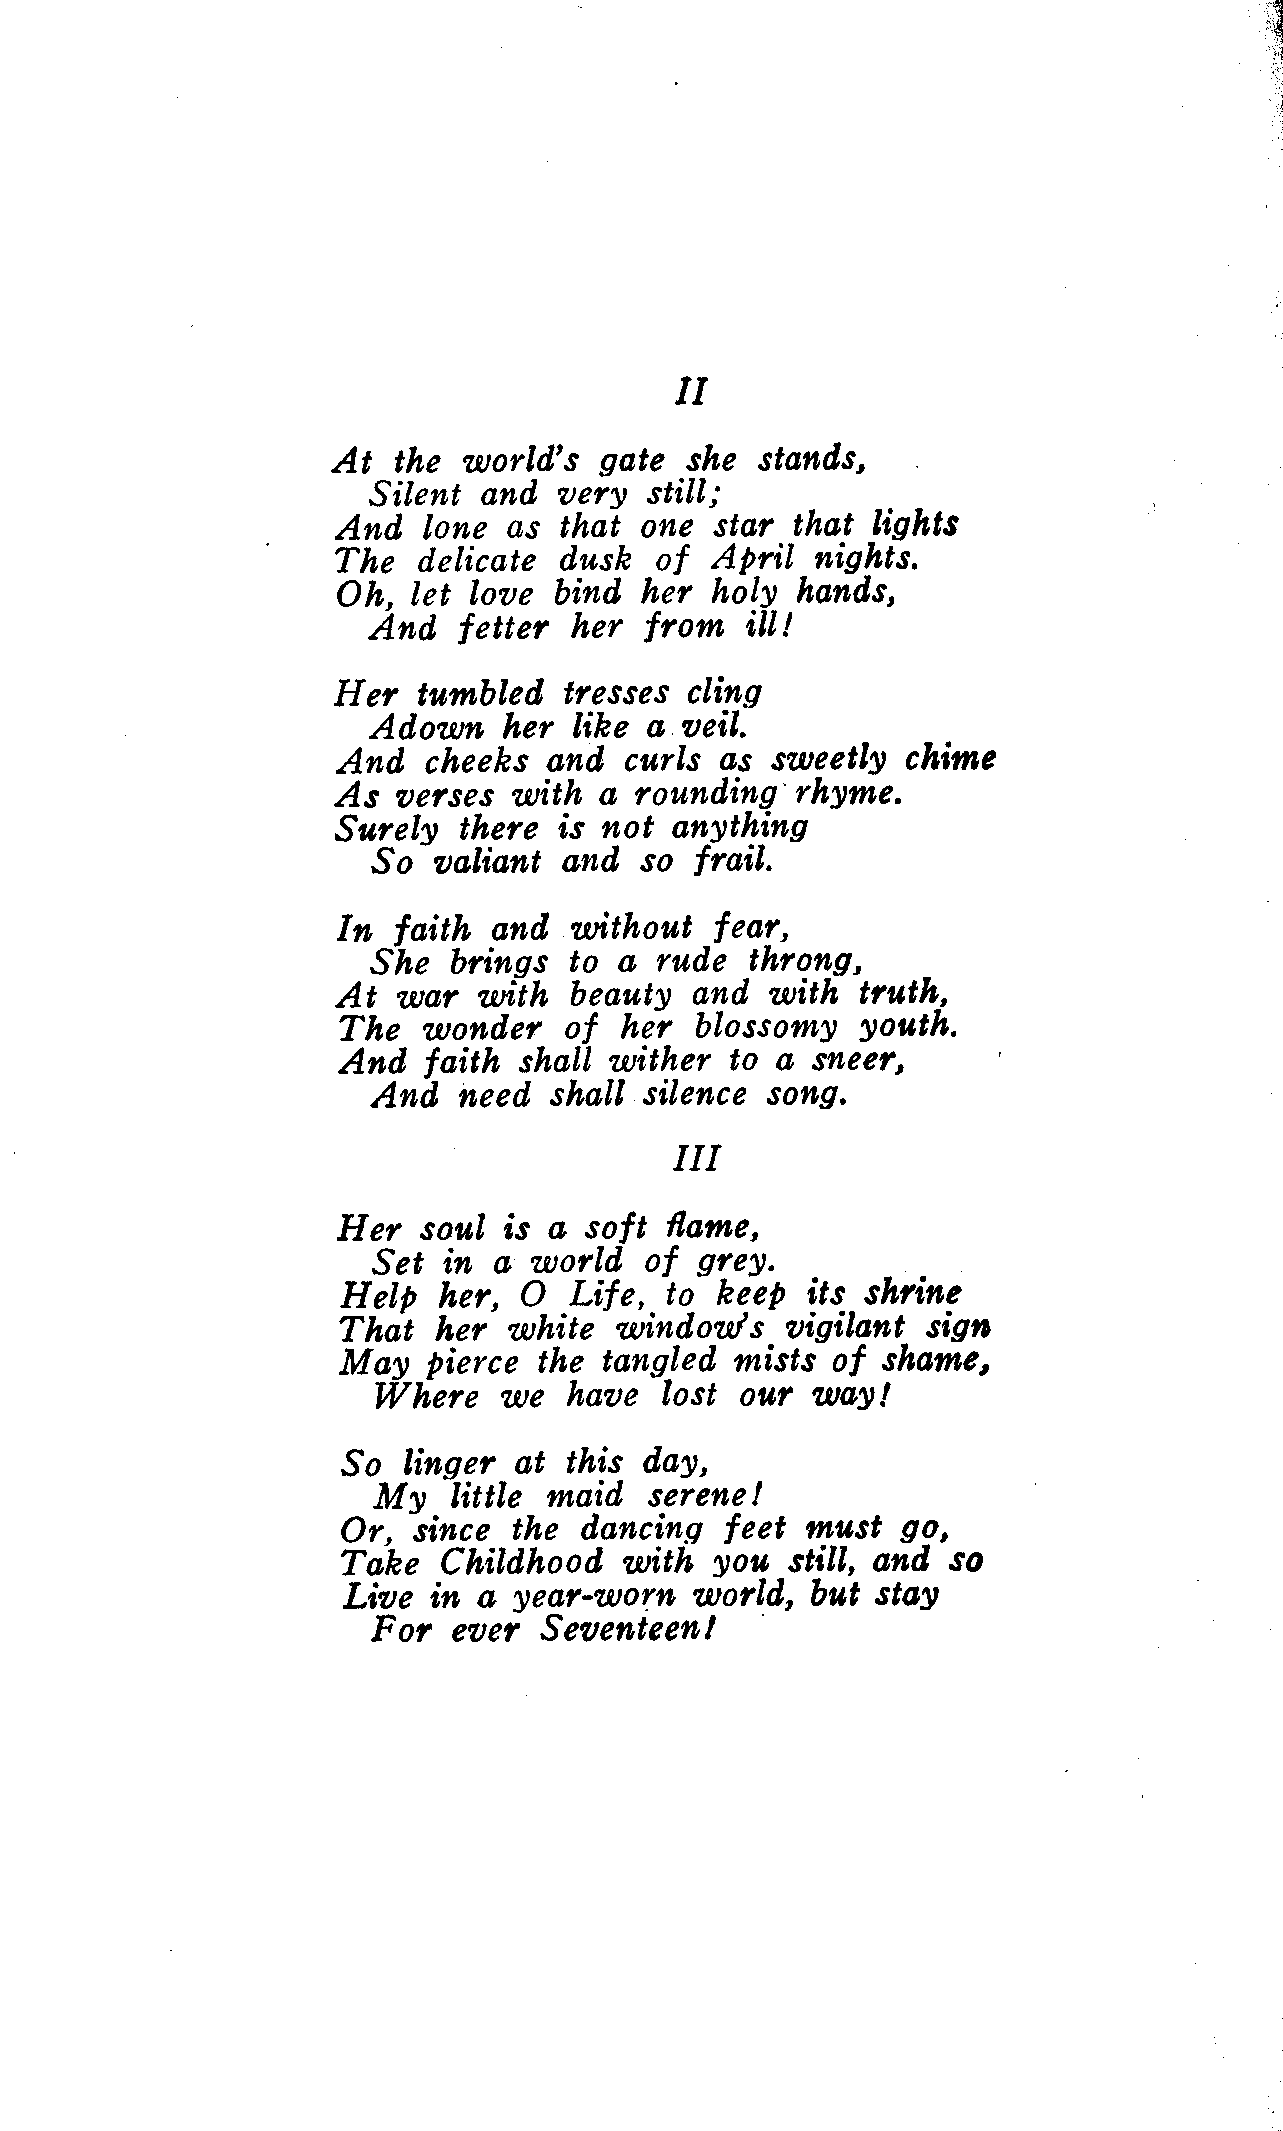 II
At the world's gate she stands,
Silent and very still;
And lone as that one star that lights
The delicate dusk of April nights.
Oh, let love bind her holy hands,
And fetter her from ill!
Her tumbled tresses cling
Adown her like a veil.
And cheeks and curls as sweetly chime
As verses with a rounding rhyme.
Surely there is not anything
So valiant and so frail.
In faith and without fear,
She brings to a rude throng,
At war with beauty and with truth,
The wonder of her blossomy youth.
And faith shall wither to a sneer,
And need shall silence song.
III
Her soul is a soft flame,
Set in a world of grey.
Help her, O Life, to keep its shrine
That her white window's vigilant sign
May pierce the tangled mists of shame,
Where we have lost our way!
So linger at this day,
My little maid serene!
Or, since the dancing feet must go,
Take Childhood with you still, and so
Live in a year-worn world, but stay
For ever Seventeen!